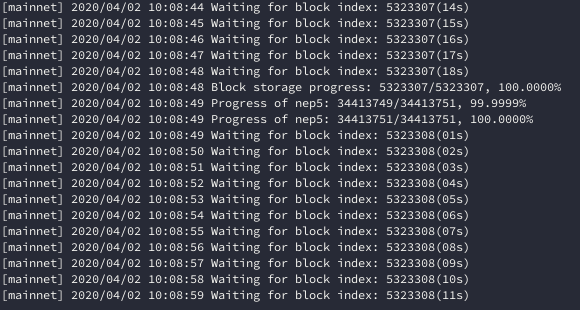 [mainnet] 2020/04/02 10:08:44 Waiting for block index: 5323307(14s)
[mainnet] 2020/04/02 10:08:45 Waiting for block index: 5323307(15s)
[mainnet] 2020/04/02 10:08:46 Waiting for block index: 5323307(16s)
[mainnet] 2020/04/02 10:08:47 Waiting for block index: 5323307(17s)
[mainnet] 2020/04/02 10:08:48 Waiting for block index: 5323307(18s)
[mainnet] 2020/04/02 10:08:48 Block storage progress: 5323307/5323307, 100.0000%
[mainnet] 2020/04/02 10:08:49 Progress of nep5: 34413749/34413751, 99.9999%
[mainnet] 2020/04/02 10:08:49 Progress of nep5: 34413751/34413751, 100.0000%
[mainnet] 2020/04/02 10:08:49 Waiting for block index: 5323308(01s)
[mainnet] 2020/04/02 10:08:50 Waiting for block index: 5323308(02s)
[mainnet] 2020/04/02 10:08:51 Waiting for block index: 5323308(03s)
[mainnet] 2020/04/02 10:08:52 Waiting for block index: 5323308(04s)
[mainnet] 2020/04/02 10:08:53 Waiting for block index: 5323308(05s)
[mainnet] 2020/04/02 10:08:54 Waiting for block index: 5323308(06s)
[mainnet] 2020/04/02 10:08:55 Waiting for block index: 5323308(07s)
[mainnet] 2020/04/02 10:08:56 Waiting for block index: 5323308(08s)
[mainnet] 2020/04/02 10:08:57 Waiting for block index: 5323308(09s)
[mainnet] 2020/04/02 10:08:58 Waiting for block index: 5323308(10s)
[mainnet] 2020/04/02 10:08:59 Waiting for block index: 5323308(11s)